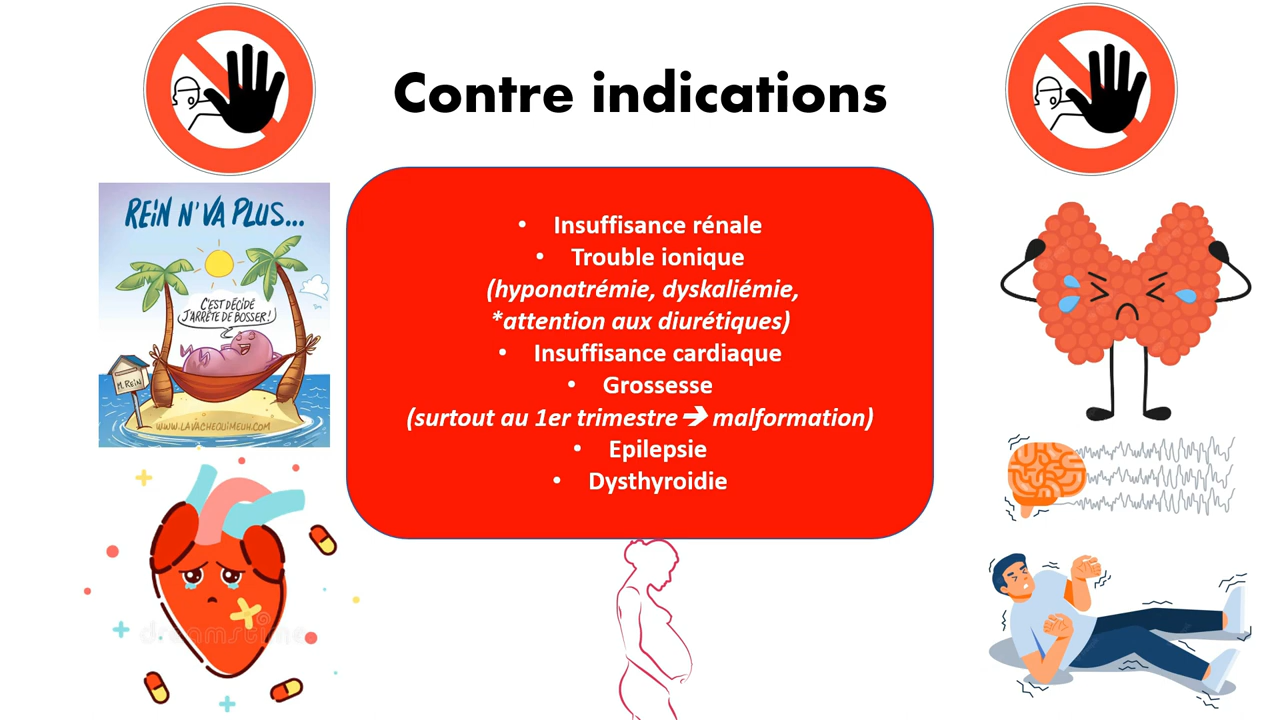 Contre indications
REIN N'VA PLUS...
C'EST DÉCIDÉ
J'ARRÊTE DE BOSSER!
M. REIN
WWW.LAVACHEQUIMEUH.COM
• Insuffisance rénale
• Trouble ionique
(hyponatrémie, dyskaliémie,
*attention aux diurétiques)
• Insuffisance cardiaque
• Grossesse
(surtout au 1er trimestre ➔ malformation)
• Epilepsie
• Dysthyroidie
dreamstime